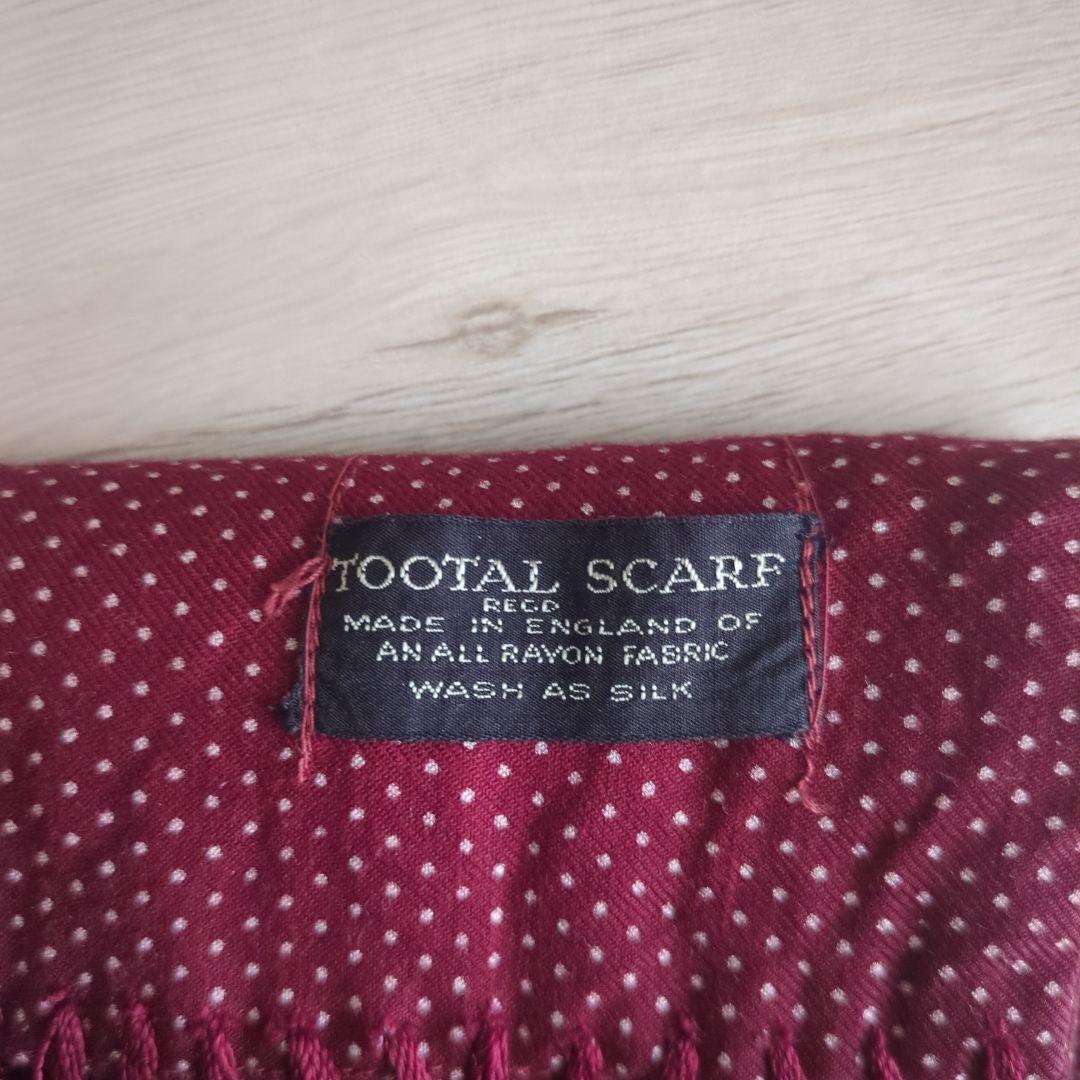 TOOTAL SCARF
REGD
MADE IN ENGLAND OF
AN ALL RAYON FABRIC
WASH AS SILK